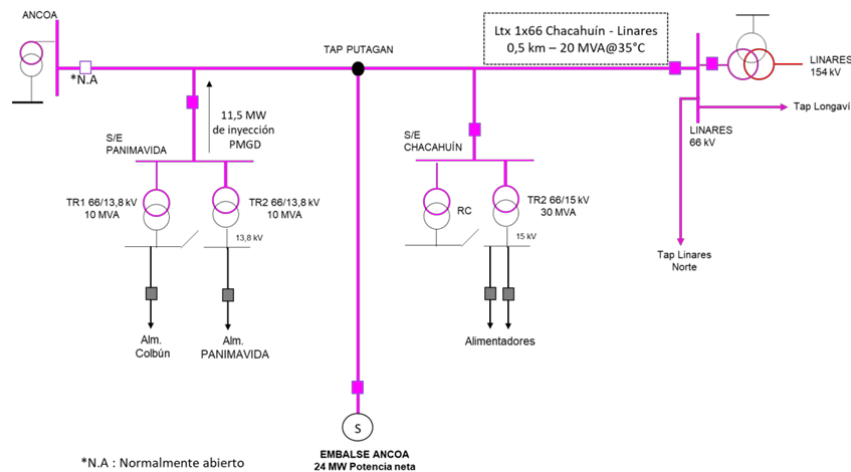 ANCOA
*N.A
TAP PUTAGAN
Ltx 1x66 Chacahuín - Linares
0,5 km – 20 MVA@35°C
LINARES
154 kV
Tap Longaví
LINARES
66 kV
11,5 MW
de inyección
PMGD
S/E
PANIMAVIDA
S/E
CHACAHUÍN
TR1 66/13,8 kV
10 MVA
TR2 66/13,8 kV
10 MVA
RC
TR2 66/15 kV
30 MVA
13,8 kV
15 kV
Tap Linares
Norte
Alm.
Colbún
Alm.
PANIMAVIDA
Alimentadores
S
EMBALSE ANCOA
24 MW Potencia neta
*N.A : Normalmente abierto